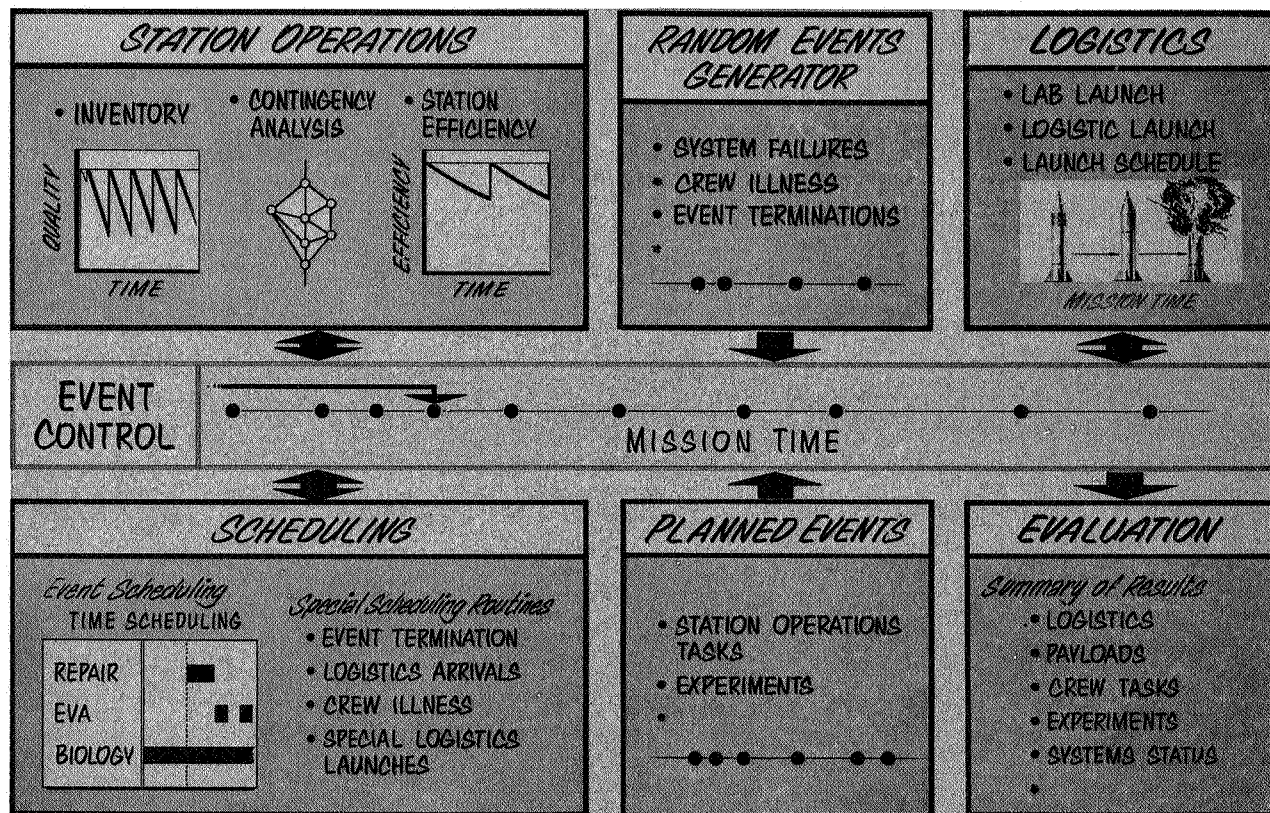 STATION OPERATIONS
• INVENTORY
QUALITY
TIME
• CONTINGENCY
ANALYSIS
• STATION
EFFICIENCY
EFFICIENCY
TIME
RANDOM EVENTS
GENERATOR
• SYSTEM FAILURES
• CREW ILLNESS
• EVENT TERMINATIONS
•
LOGISTICS
• LAB LAUNCH
• LOGISTIC LAUNCH
• LAUNCH SCHEDULE
MISSION TIME
EVENT
CONTROL
MISSION TIME
SCHEDULING
Event Scheduling
TIME SCHEDULING
REPAIR
EVA
BIOLOGY
Special Scheduling Routines
• EVENT TERMINATION
• LOGISTICS ARRIVALS
• CREW ILLNESS
• SPECIAL LOGISTICS
LAUNCHES
PLANNED EVENTS
• STATION OPERATIONS
TASKS
• EXPERIMENTS
•
EVALUATION
Summary of Results
• LOGISTICS
• PAYLOADS
• CREW TASKS
• EXPERIMENTS
• SYSTEMS STATUS
•